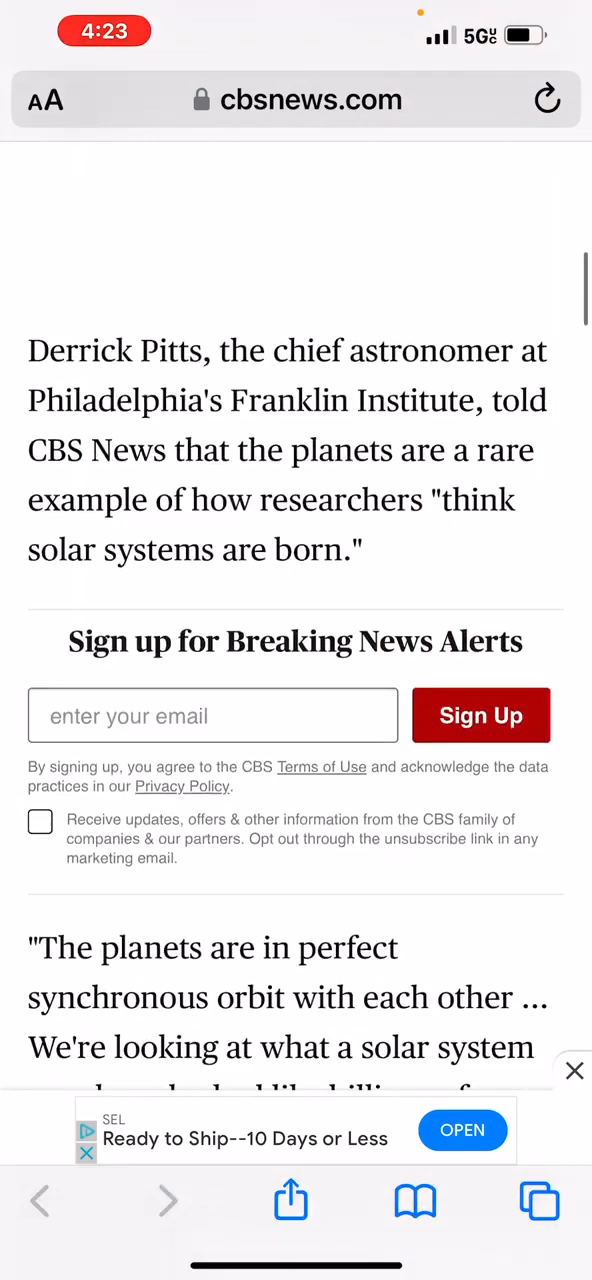 4:23
5G UC
AA cbsnews.com
Derrick Pitts, the chief astronomer at
Philadelphia's Franklin Institute, told
CBS News that the planets are a rare
example of how researchers "think
solar systems are born."
Sign up for Breaking News Alerts
enter your email
Sign Up
By signing up, you agree to the CBS Terms of Use and acknowledge the data
practices in our Privacy Policy.
Receive updates, offers & other information from the CBS family of
companies & our partners. Opt out through the unsubscribe link in any
marketing email.
"The planets are in perfect
synchronous orbit with each other ...
We're looking at what a solar system
SEL
Ready to Ship--10 Days or Less
OPEN